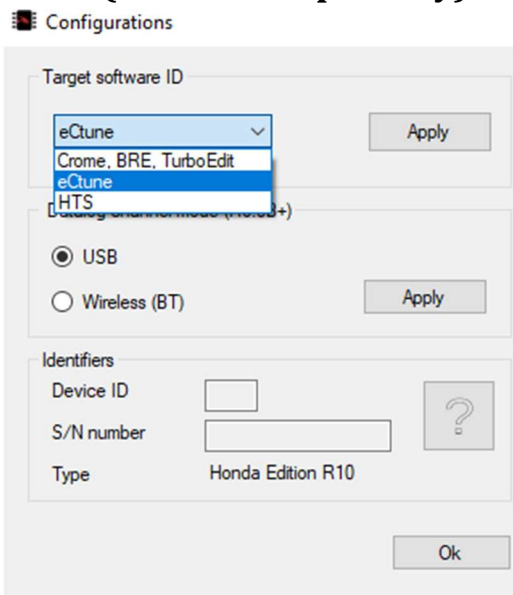 Configurations
Target software ID
eCtune
Apply
Crome, BRE, TurboEdit
eCtune
HTS
USB
Wireless (BT)
Apply
Identifiers
Device ID
S/N number
?
Type Honda Edition R10
Ok